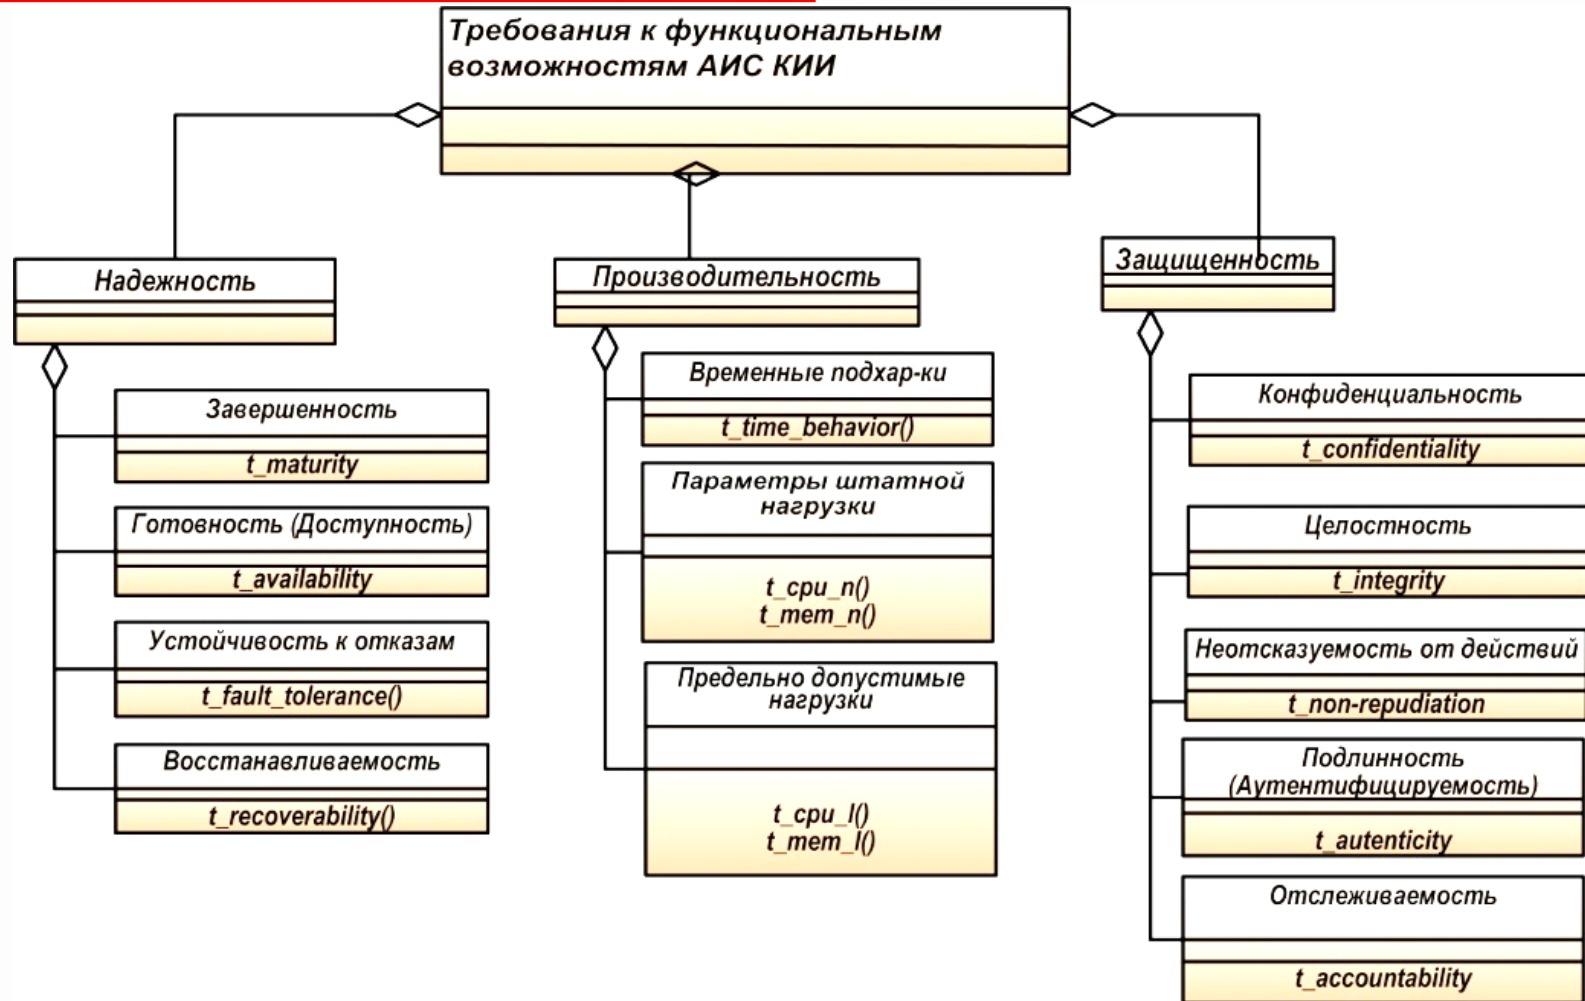 Требования к функциональным
возможностям АИС КИИ
Надежность
Завершенность
t_maturity
Готовность (Доступность)
t_availability
Устойчивость к отказам
t_fault_tolerance()
Восстанавливаемость
t_recoverability()
Производительность
Временные подхар-ки
t_time_behavior()
Параметры штатной
нагрузки
t_cpu_n()
t_mem_n()
Предельно допустимые
нагрузки
t_cpu_l()
t_mem_l()
Защищенность
Конфиденциальность
t_confidentiality
Целостность
t_integrity
Неотсказуемость от действий
t_non-repudiation
Подлинность
(Аутентифицируемость)
t_autenticity
Отслеживаемость
t_accountability